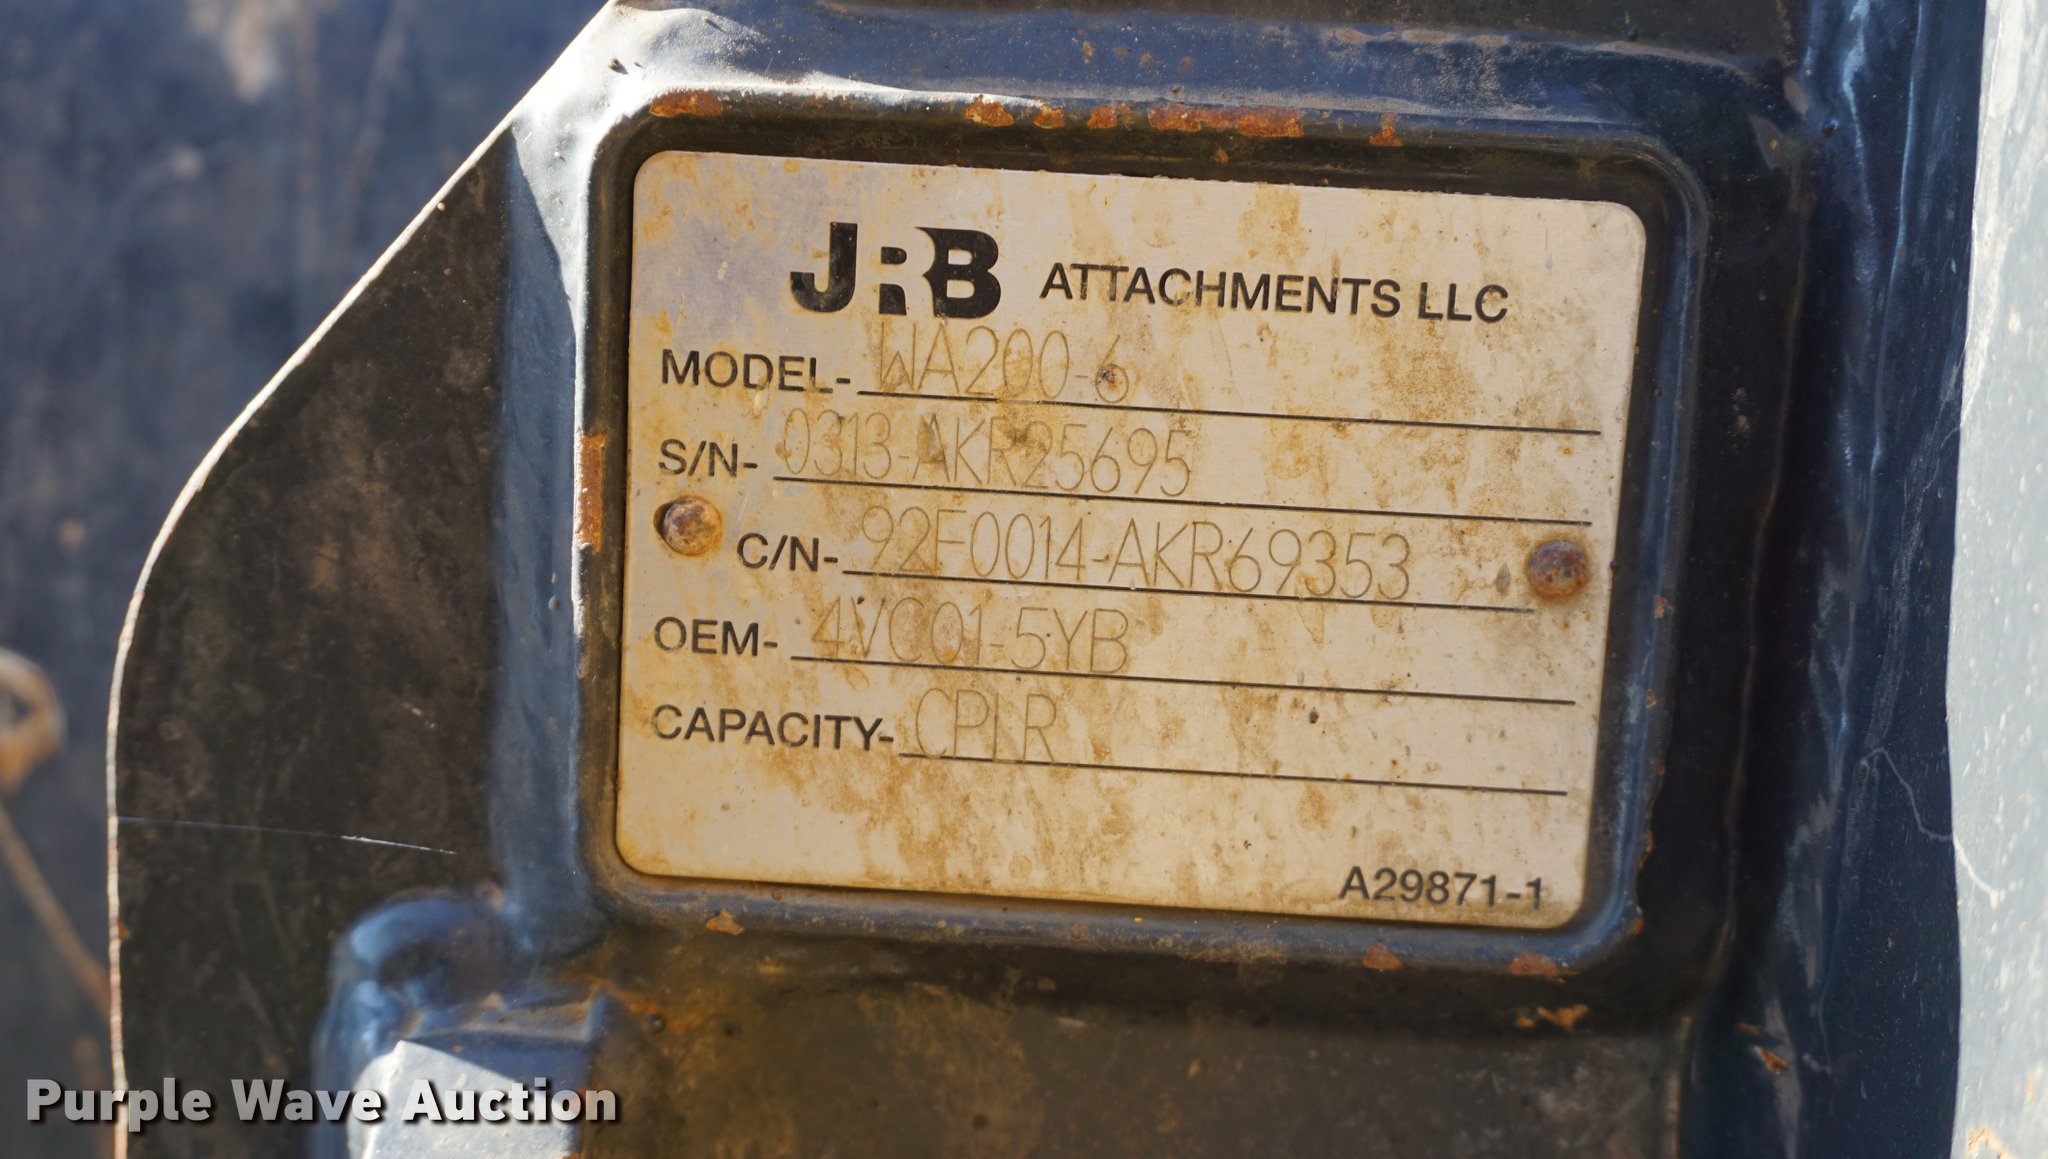 JRB ATTACHMENTS LLC
MODEL- WA200-6
S/N- 0313-AKR25695
C/N- 92F0014-AKR69353
OEM- 4VC01-5YB
CAPACITY- CPLR
A29871-1
Purple Wave Auction